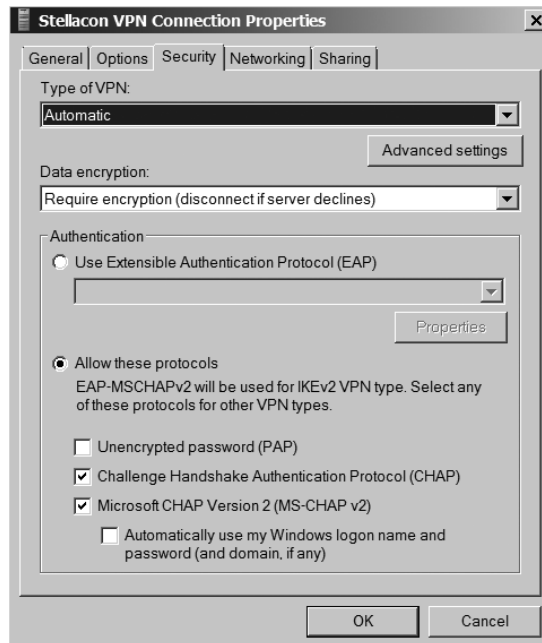 Stellacon VPN Connection Properties
General Options Security Networking Sharing
Type of VPN:
Automatic
Advanced settings
Data encryption:
Require encryption (disconnect if server declines)
Authentication
Use Extensible Authentication Protocol (EAP)
Properties
Allow these protocols
EAP-MSCHAPv2 will be used for IKEv2 VPN type. Select any
of these protocols for other VPN types.
Unencrypted password (PAP)
Challenge Handshake Authentication Protocol (CHAP)
Microsoft CHAP Version 2 (MS-CHAP v2)
Automatically use my Windows logon name and
password (and domain, if any)
OK Cancel